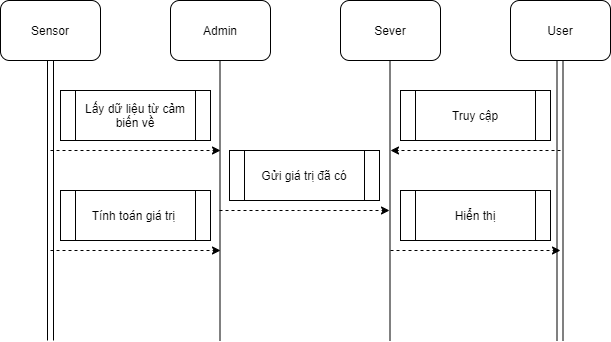 Sensor
Admin
Sever
User
Lấy dữ liệu từ cảm
biến về
Truy cập
Gửi giá trị đã có
Tính toán giá trị
Hiển thị